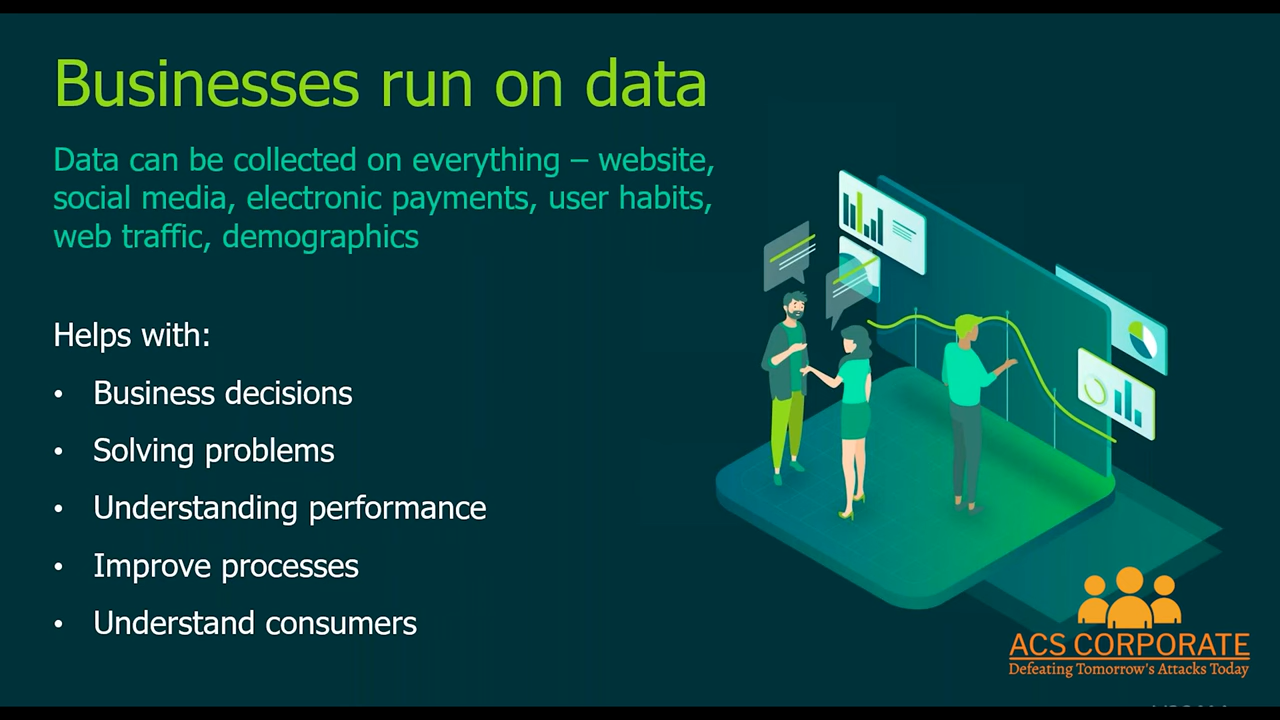 Businesses run on data
Data can be collected on everything – website,
social media, electronic payments, user habits,
web traffic, demographics
Helps with:
• Business decisions
• Solving problems
• Understanding performance
• Improve processes
• Understand consumers
ACS CORPORATE
Defeating Tomorrow's Attacks Today